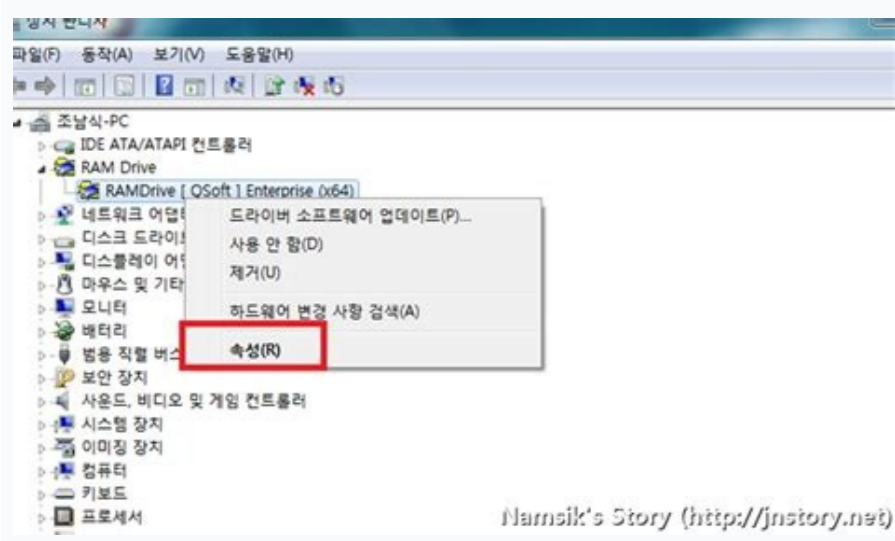 장치 관리자
파일(F) 동작(A) 보기(V) 도움말(H)
조남식-PC
IDE ATA/ATAPI 컨트롤러
RAM Drive
RAMDrive [ QSoft ] Enterprise (x64)
네트워크 어댑
디스크 드라이
디스플레이 어
마우스 및 기타
모니터
배터리
범용 직렬 버스
보안 장치
사운드, 비디오 및 게임 컨트롤러
시스템 장치
이미징 장치
컴퓨터
키보드
프로세서
드라이버 소프트웨어 업데이트(P)...
사용 안 함(D)
제거(U)
하드웨어 변경 사항 검색(A)
속성(R)
Namsik's Story (http://jnstory.net)